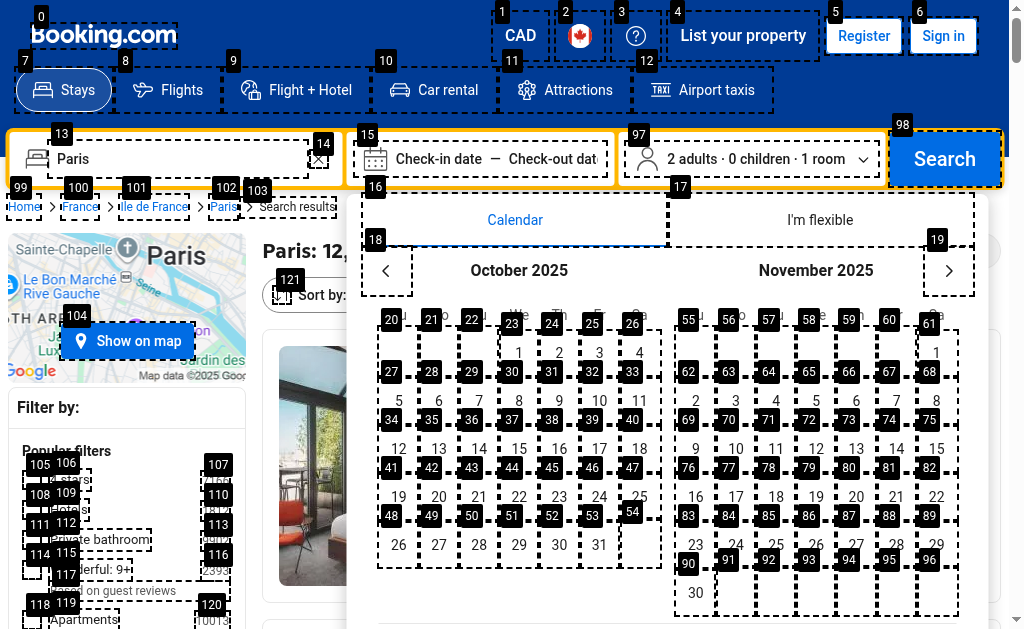 Booking.com
CAD
List your property
Register
Sign in
Stays
Flights
Flight + Hotel
Car rental
Attractions
Airport taxis
Paris
Check-in date — Check-out dat
2 adults · 0 children · 1 room
Search
Home > France > Île de France > Paris > Search results
Calendar
I'm flexible
October 2025
November 2025
1 2 3 4
5 6 7 8 9 10 11
12 13 14 15 16 17 18
19 20 21 22 23 24 25
26 27 28 29 30 31
1
2 3 4 5 6 7 8
9 10 11 12 13 14 15
16 17 18 19 20 21 22
23 24 25 26 27 28 29
30
Sainte-Chapelle
Paris
Le Bon Marché
Rive Gauche
Seine
Show on map
Jardin des
Google
Map data ©2025 Goo
Paris: 12,
Sort by:
Filter by:
Popular filters
stars
Private bathroom
derful: 9+
2393
Based on guest reviews
Apartments
10013
0
1
2
3
4
5
6
7
8
9
10
11
12
13
14
15
16
17
18
19
20
21
22
23
24
25
26
27
28
29
30
31
32
33
34
35
36
37
38
39
40
41
42
43
44
45
46
47
48
49
50
51
52
53
54
55
56
57
58
59
60
61
62
63
64
65
66
67
68
69
70
71
72
73
74
75
76
77
78
79
80
81
82
83
84
85
86
87
88
89
90
91
92
93
94
95
96
97
98
99
100
101
102
103
104
105
106
107
108
109
110
111
112
113
114
115
116
117
118
119
120
121